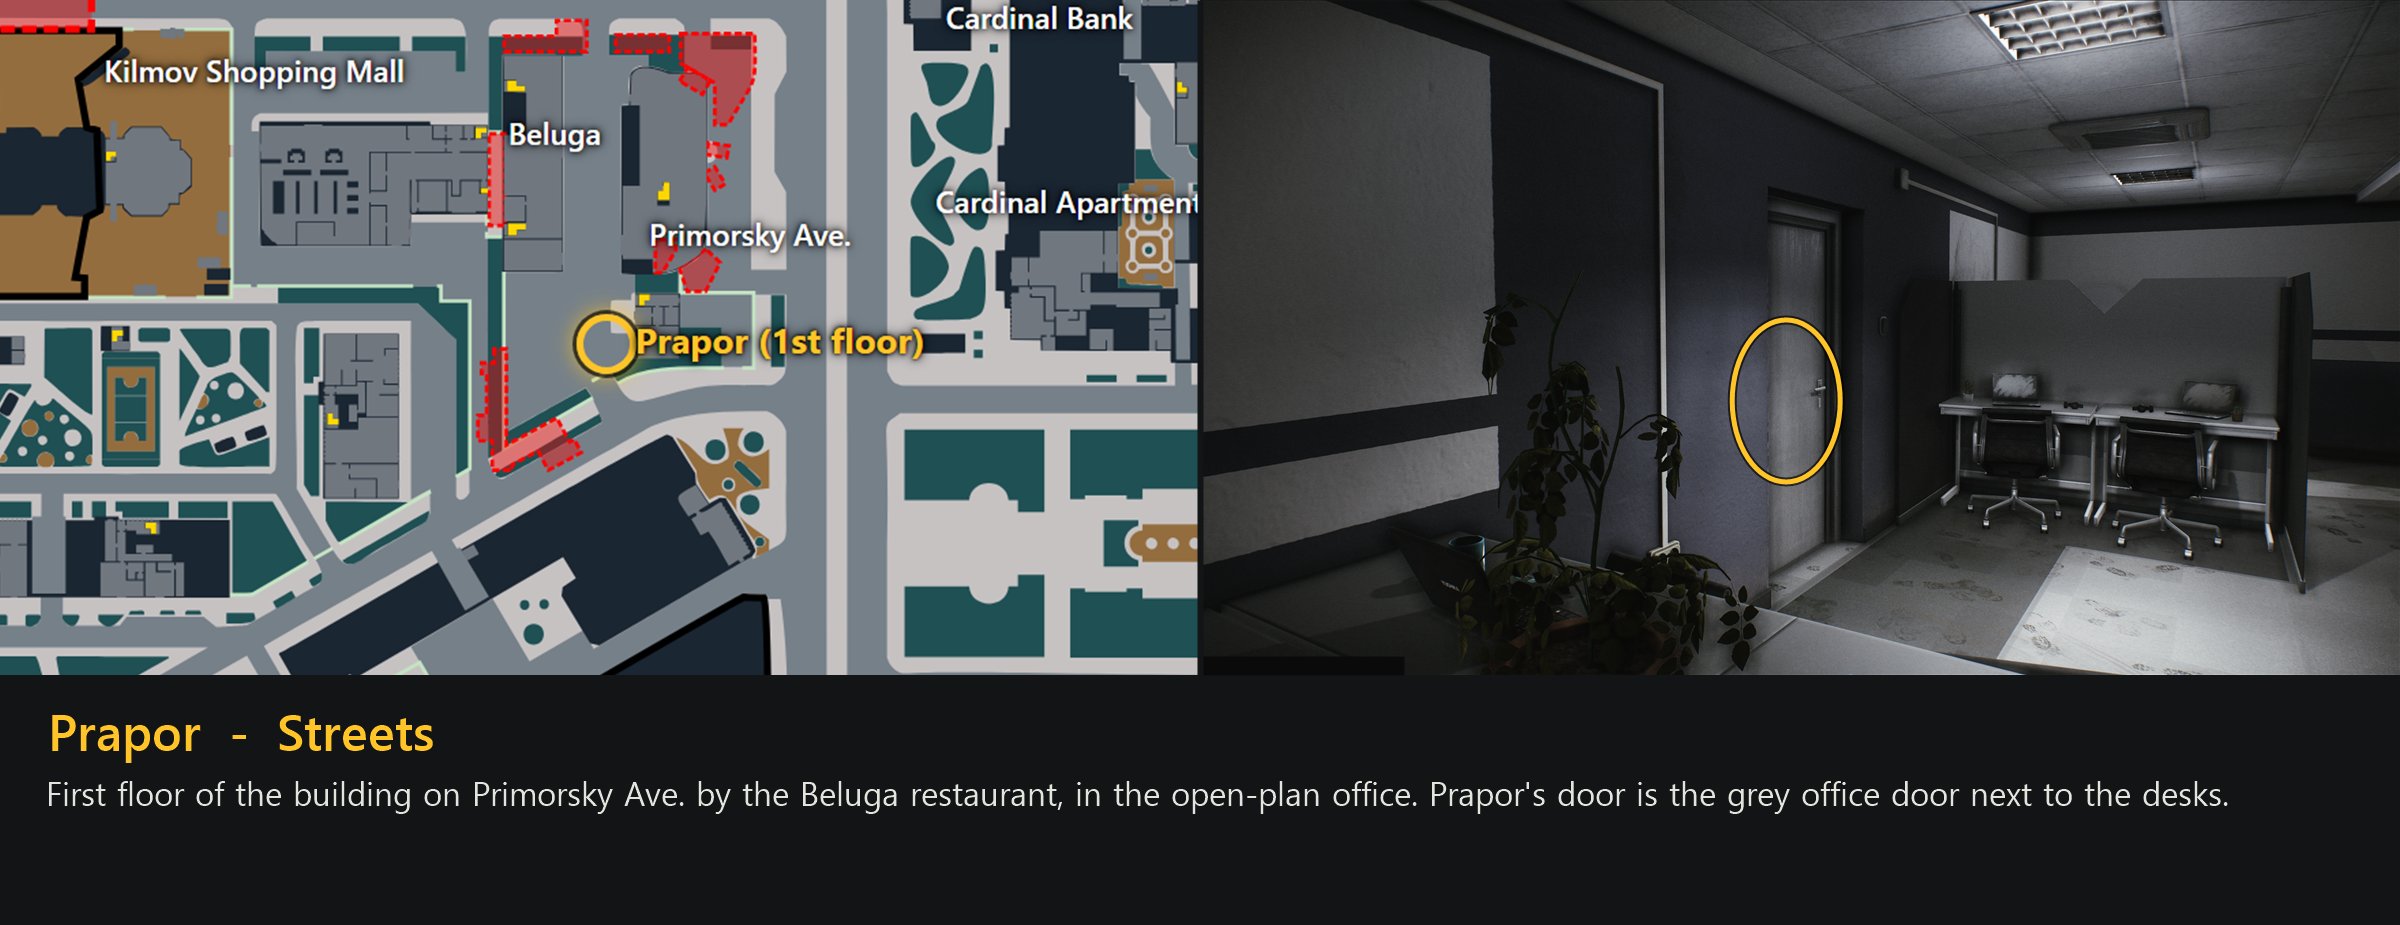 Cardinal Bank
Kilmov Shopping Mall
Beluga
Cardinal Apartment
Primorsky Ave.
Prapor (1st floor)
Prapor - Streets
First floor of the building on Primorsky Ave. by the Beluga restaurant, in the open-plan office. Prapor's door is the grey office door next to the desks.